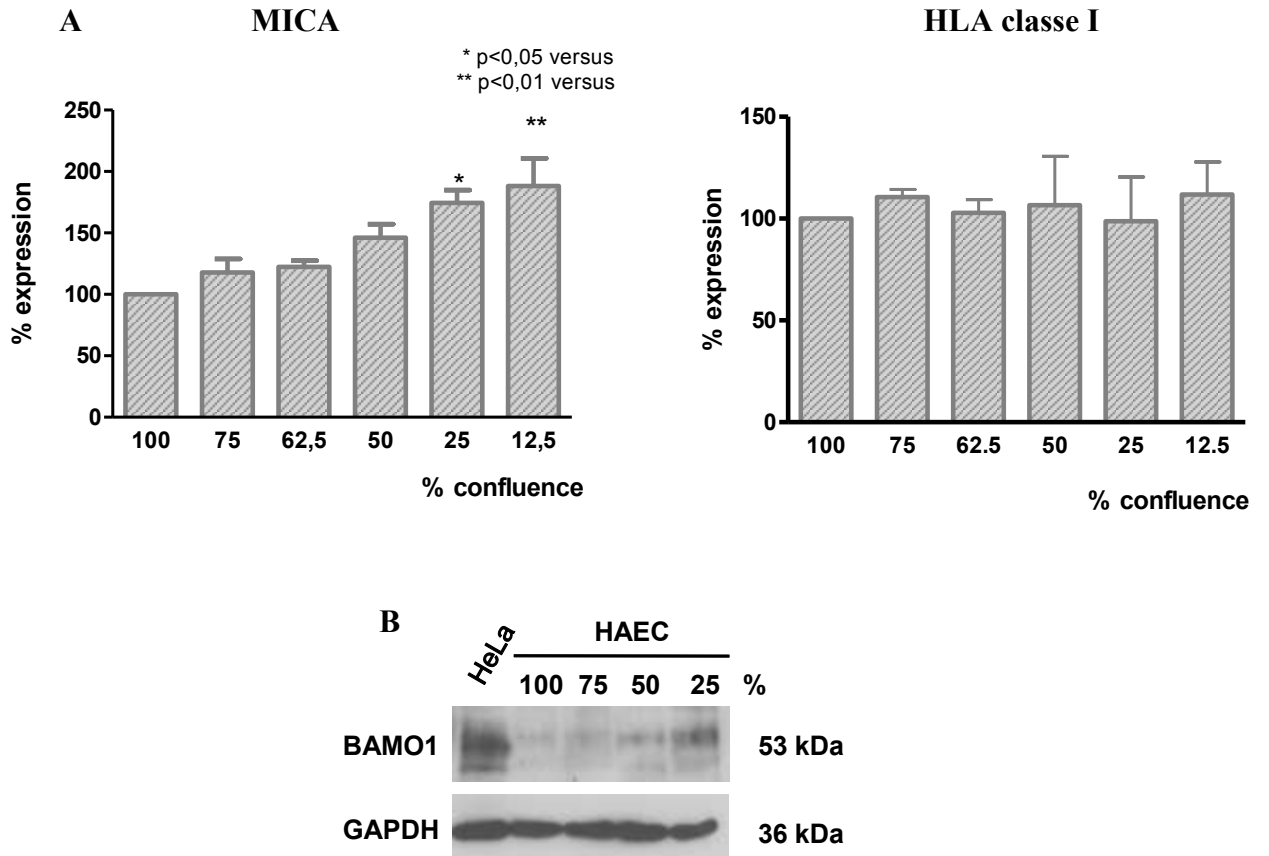 A
MICA
* p<0,05 versus
** p<0,01 versus
% expression
250
200
150
100
50
0
*
**
100 75 62,5 50 25 12,5
% confluence
HLA classe I
% expression
150
100
50
0
100 75 62.5 50 25 12.5
% confluence
B
HeLa
HAEC
100 75 50 25 %
BAMO1 53 kDa
GAPDH 36 kDa